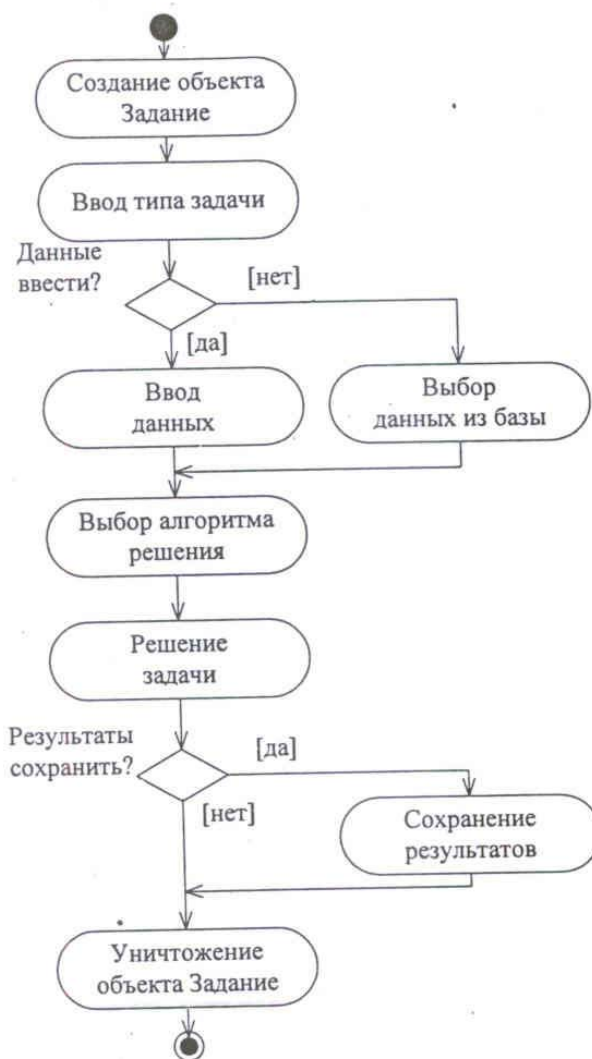 Создание объекта
Задание
Ввод типа задачи
Данные
ввести?
[нет]
[да]
Ввод
данных
Выбор
данных из базы
Выбор алгоритма
решения
Решение
задачи
Результаты
сохранить?
[да]
[нет]
Сохранение
результатов
Уничтожение
объекта Задание